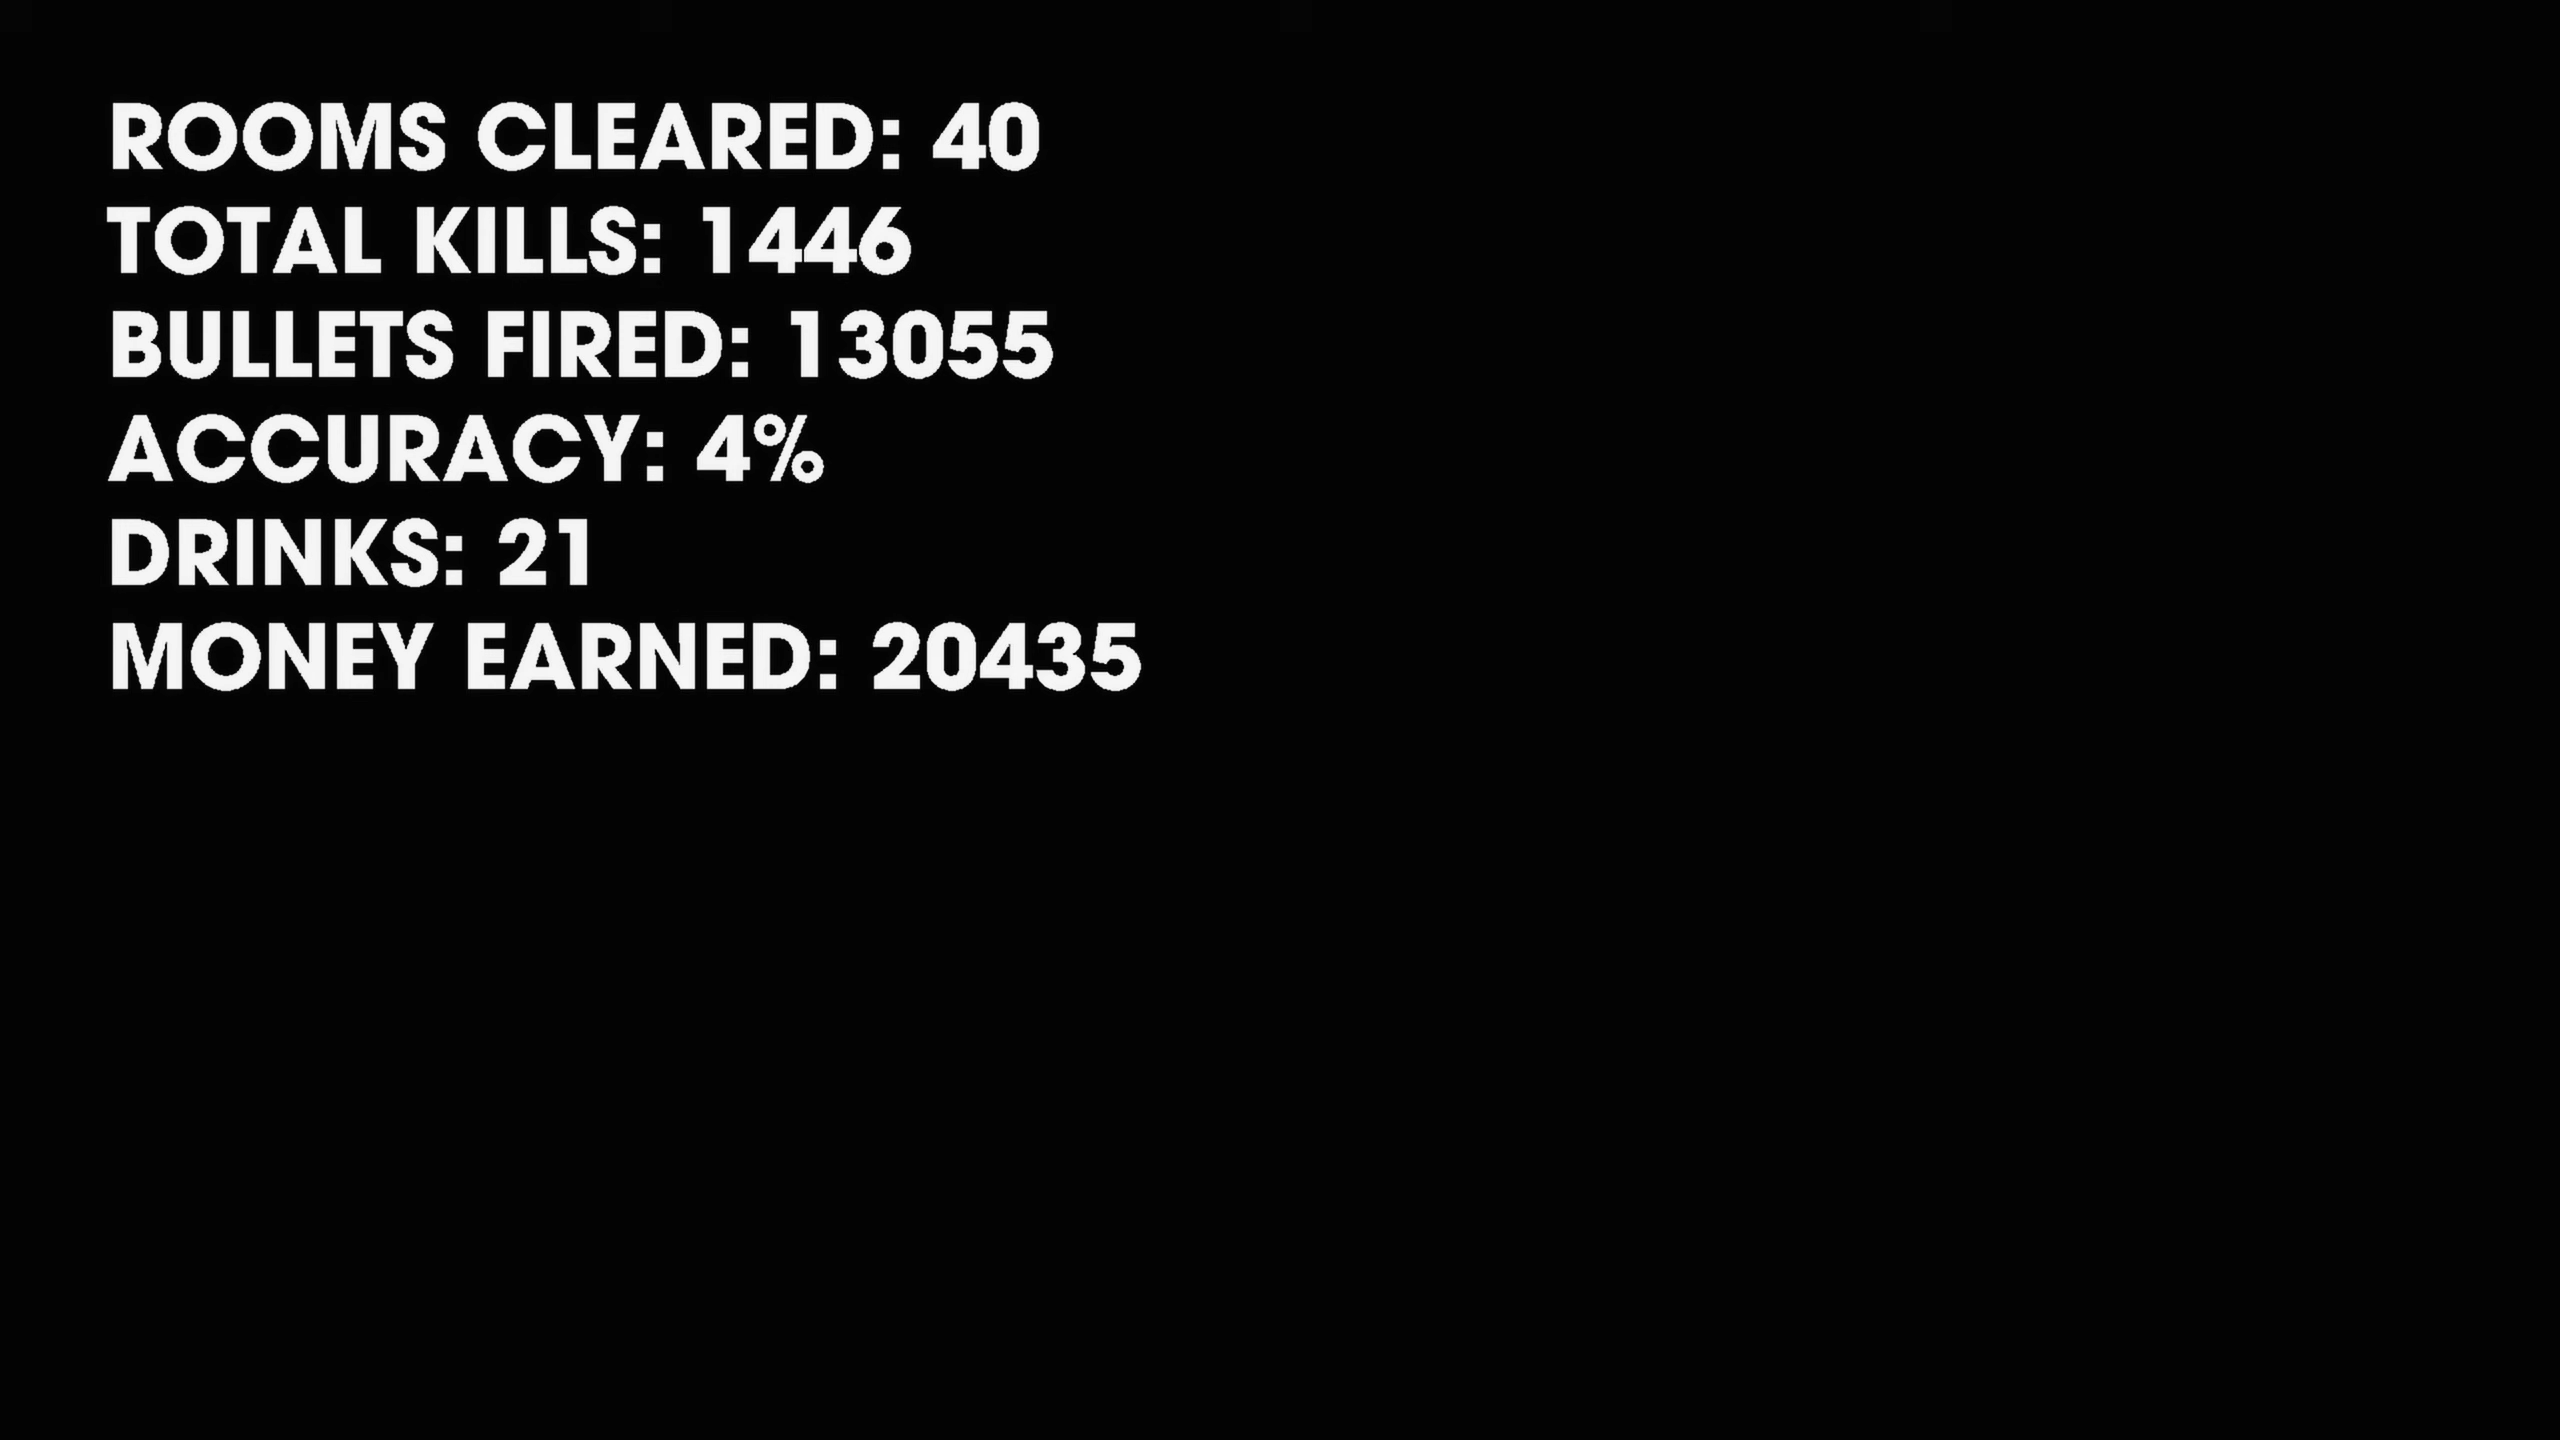 ROOMS CLEARED: 40
TOTAL KILLS: 1446
BULLETS FIRED: 13055
ACCURACY: 4%
DRINKS: 21
MONEY EARNED: 20435